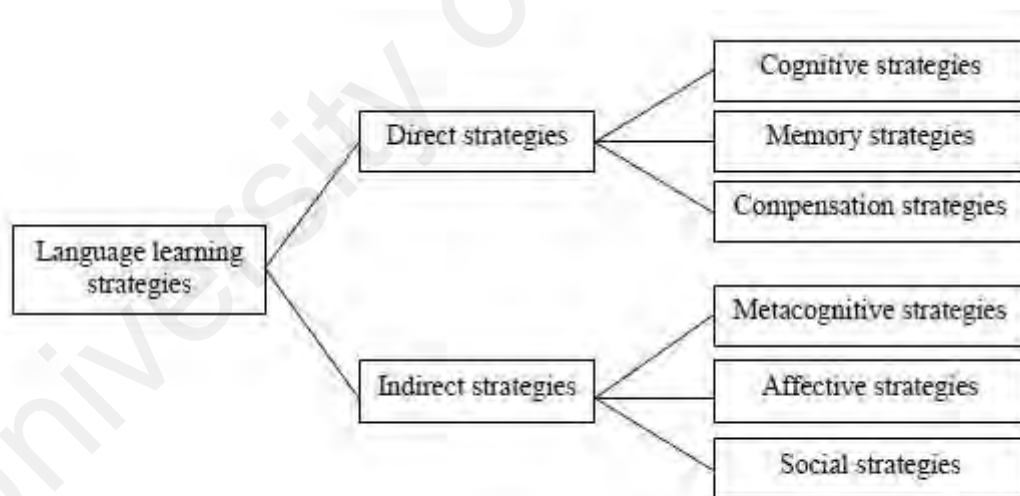 Language learning
strategies
Direct strategies
Cognitive strategies
Memory strategies
Compensation strategies
Indirect strategies
Metacognitive strategies
Affective strategies
Social strategies
University o